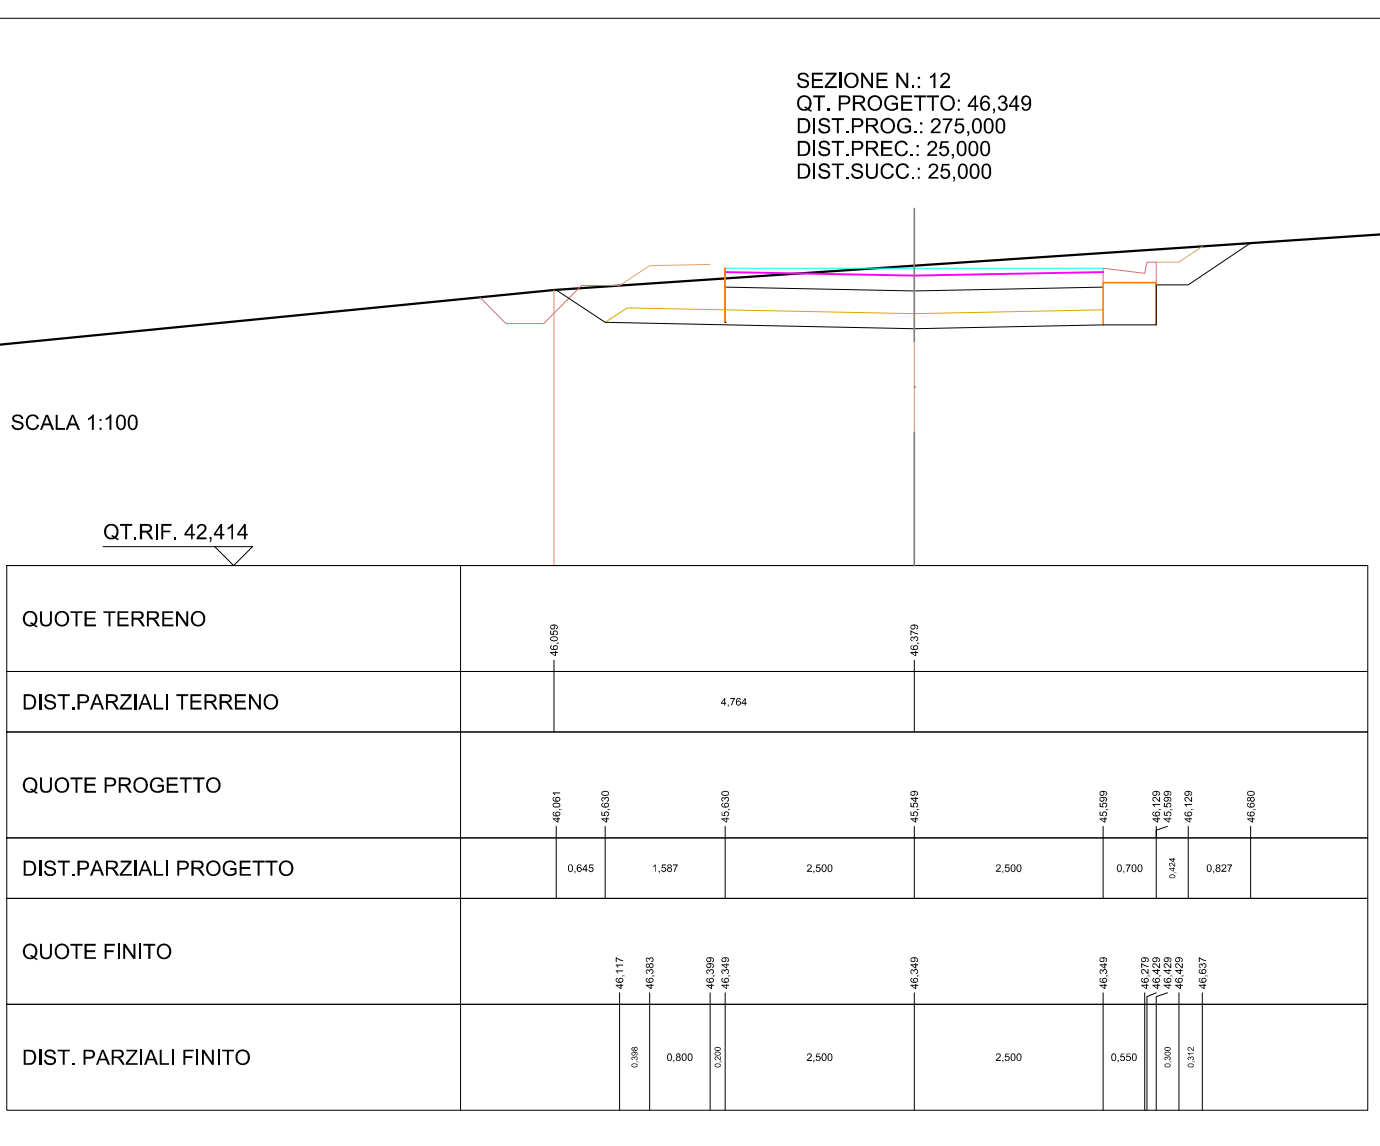 SEZIONE N.: 12
QT. PROGETTO: 46,349
DIST.PROG.: 275,000
DIST.PREC.: 25,000
DIST.SUCC.: 25,000
SCALA 1:100
QT.RIF. 42,414
QUOTE TERRENO
46,059 46,379
DIST.PARZIALI TERRENO
4,764
QUOTE PROGETTO
46,061 45,630 45,630 45,549 45,599 46,129 45,599 46,129 46,680
DIST.PARZIALI PROGETTO
0,645 1,587 2,500 2,500 0,700 0,424 0,827
QUOTE FINITO
46,117 46,383 46,399 46,349 46,349 46,349 46,279 46,429 46,429 46,429 46,637
DIST. PARZIALI FINITO
0,398 0,800 0,200 2,500 2,500 0,550 0,300 0,312